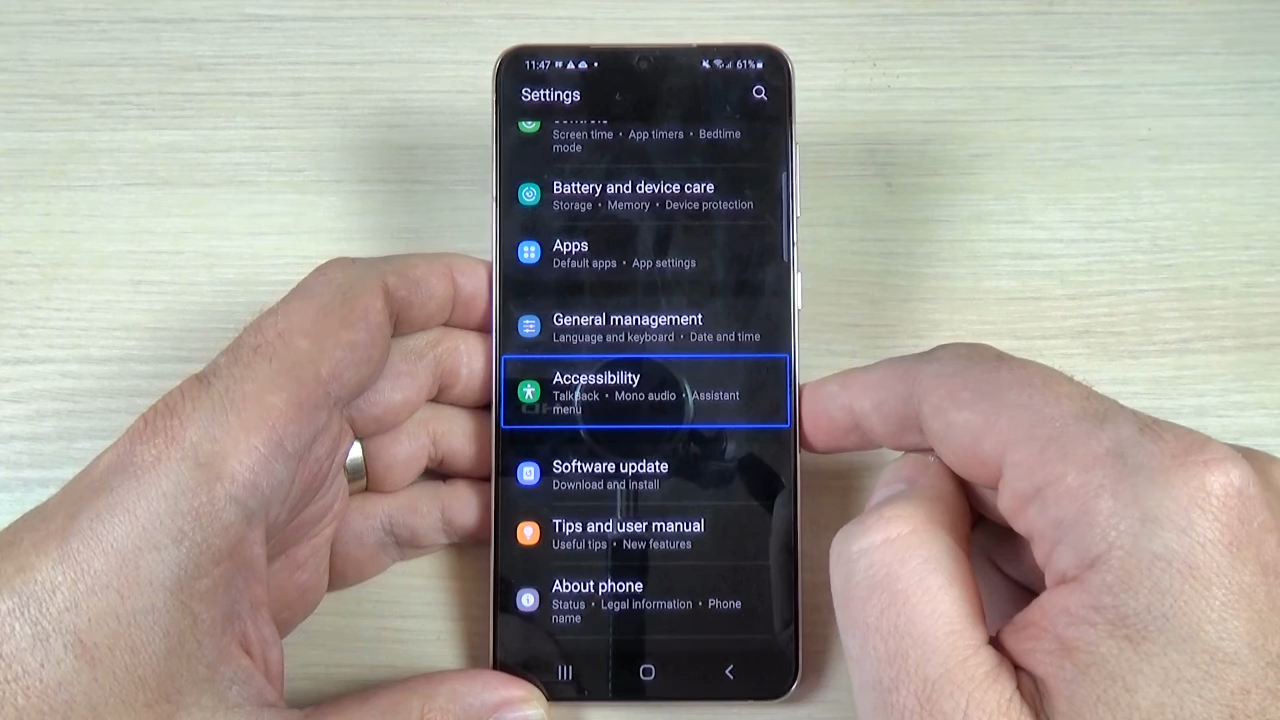 11:47
61%
Settings
Screen time • App timers • Bedtime
mode
Battery and device care
Storage • Memory • Device protection
Apps
Default apps • App settings
General management
Language and keyboard • Date and time
Accessibility
TalkBack • Mono audio • Assistant
menu
Software update
Download and install
Tips and user manual
Useful tips • New features
About phone
Status • Legal information • Phone
name